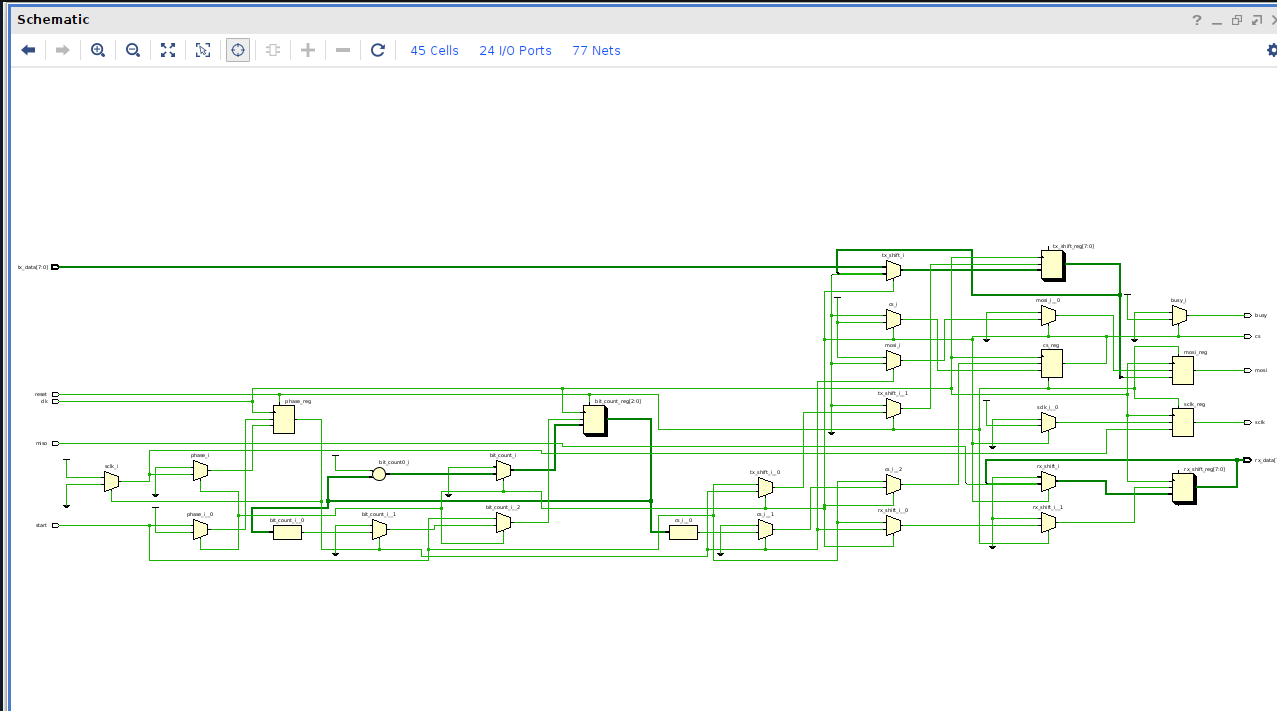 Schematic
?
45 Cells 24 I/O Ports 77 Nets
tx_shift_reg[7:0]
tx_shift_i
tx_data[7:0]
mosi_i__0
busy_i
cs_i
busy
cs
cs_reg
mosi_i
mosi_reg
mosi
reset
tx_shift_i__1
clk
phase_reg
bit_count_reg[2:0]
sclk_i__0
sclk_reg
sclk
miso
phase_i
bit_count_i
rx_data[
bit_count0_i
sclk_i
rx_shift_i
rx_shift_reg[7:0]
tx_shift_i__0
cs_i__2
bit_count_i__2
rx_shift_i__0
rx_shift_i__1
phase_i__0
bit_count_i__1
cs_i__1
start
bit_count_i__0
cs_i__0